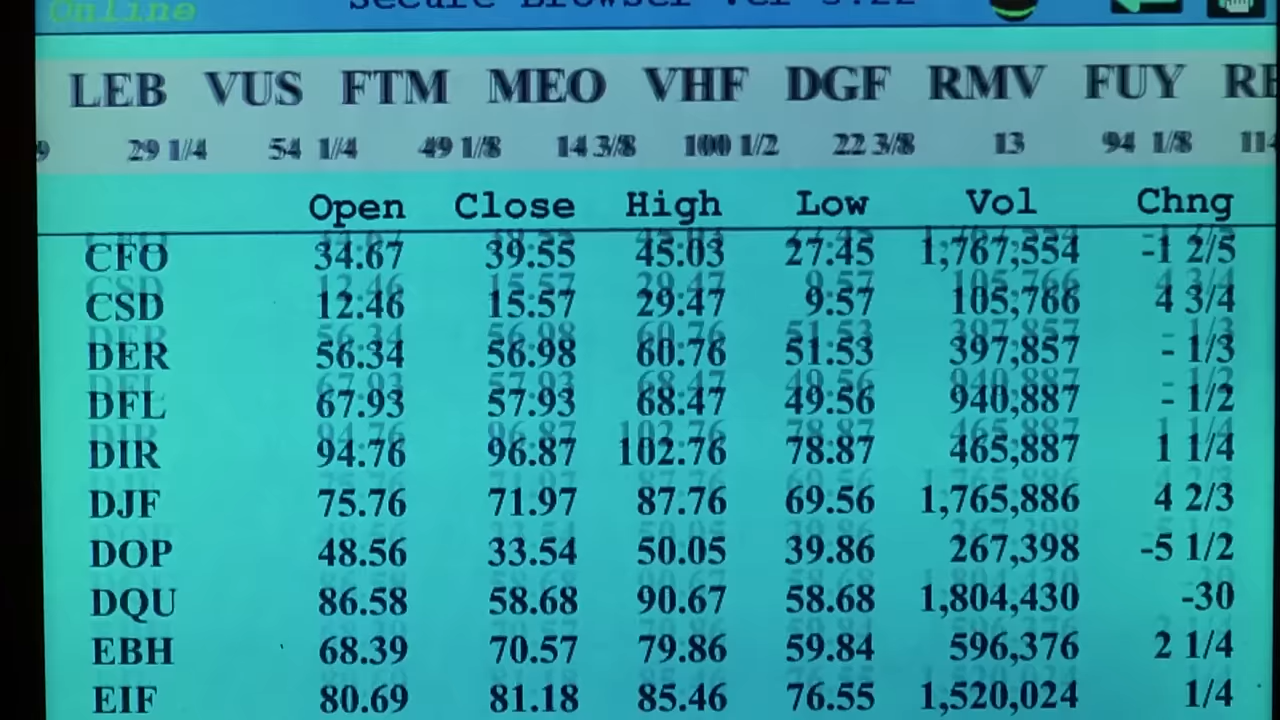 Online Secure Browser Ver 3.22
LEB VUS FTM MEO VHF DGF RMV FUY RE
9 29 1/4 54 1/4 49 1/8 14 3/8 100 1/2 22 3/8 13 94 1/8 114
Open Close High Low Vol Chng
CFO 34:67 39:55 45:03 27:45 1;767;554 -1 2/5
CSD 12:46 15:57 29:47 9:57 105;766 4 3/4
DER 56.34 56.98 60.76 51.53 397,857 - 1/3
DFL 67.93 57.93 68.47 49.56 940,887 - 1/2
DIR 94.76 96.87 102.76 78.87 465,887 1 1/4
DJF 75.76 71.97 87.76 69.56 1,765,886 4 2/3
DOP 48.56 33.54 50.05 39.86 267,398 -5 1/2
DQU 86.58 58.68 90.67 58.68 1,804,430 -30
EBH 68.39 70.57 79.86 59.84 596,376 2 1/4
EIF 80.69 81.18 85.46 76.55 1,520,024 1/4